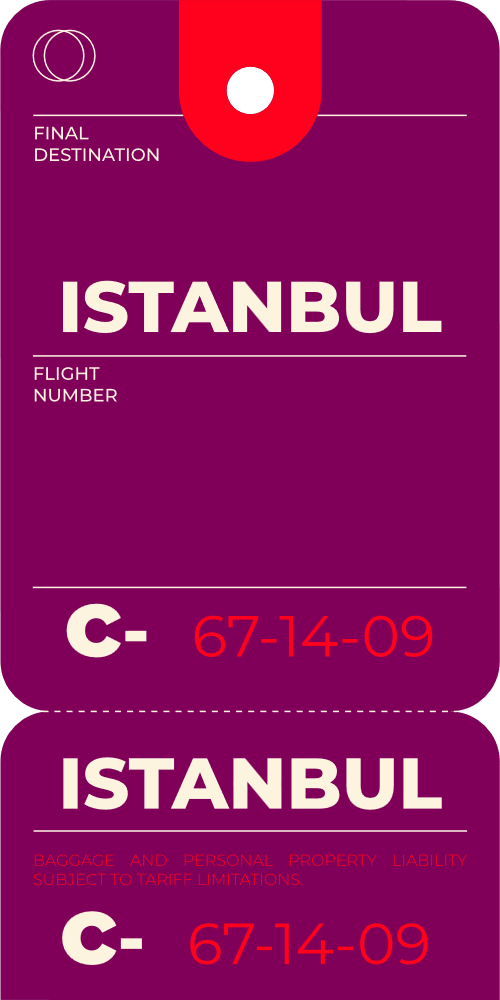 FINAL
DESTINATION
ISTANBUL
FLIGHT
NUMBER
C- 67-14-09
ISTANBUL
BAGGAGE AND PERSONAL PROPERTY LIABILITY
SUBJECT TO TARIFF LIMITATIONS.
C- 67-14-09